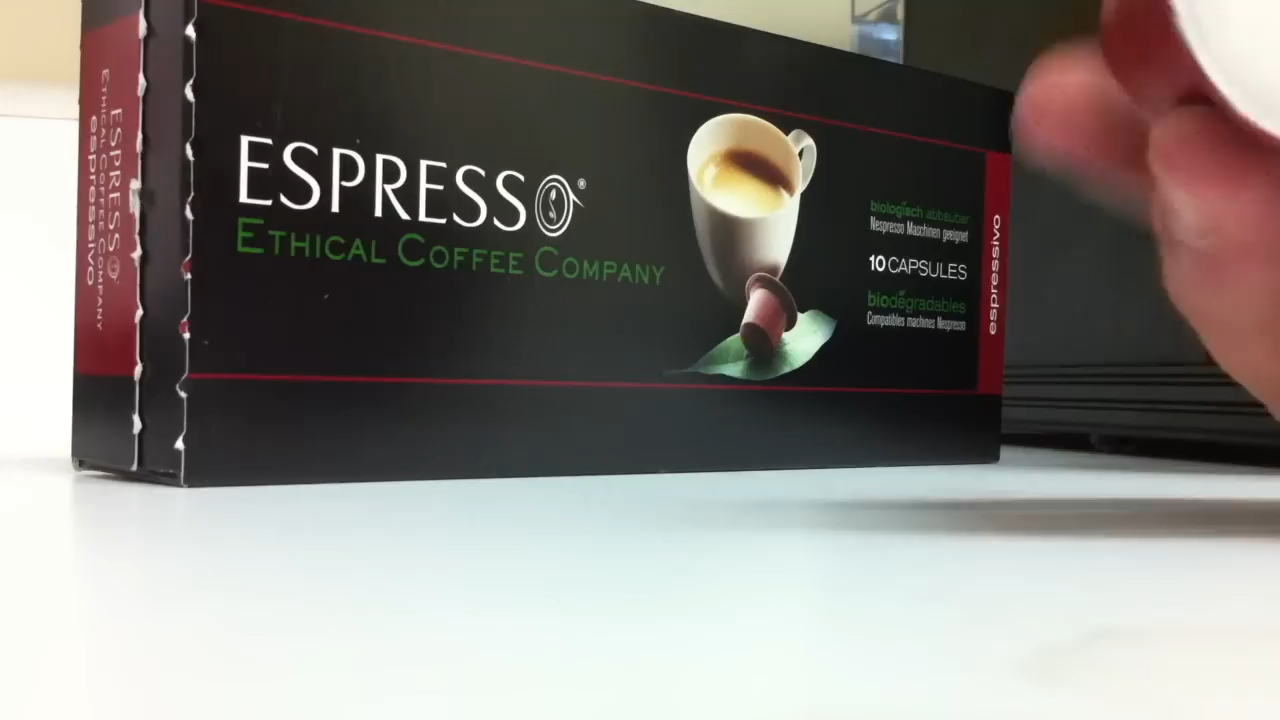 ESPRESSO
ETHICAL COFFEE COMPANY
espressivo
ESPRESSO®
ETHICAL COFFEE COMPANY
biologisch abbaubar
Nespresso Maschinen geeignet
10 CAPSULES
biodégradables
Compatibles machines Nespresso
espressivo